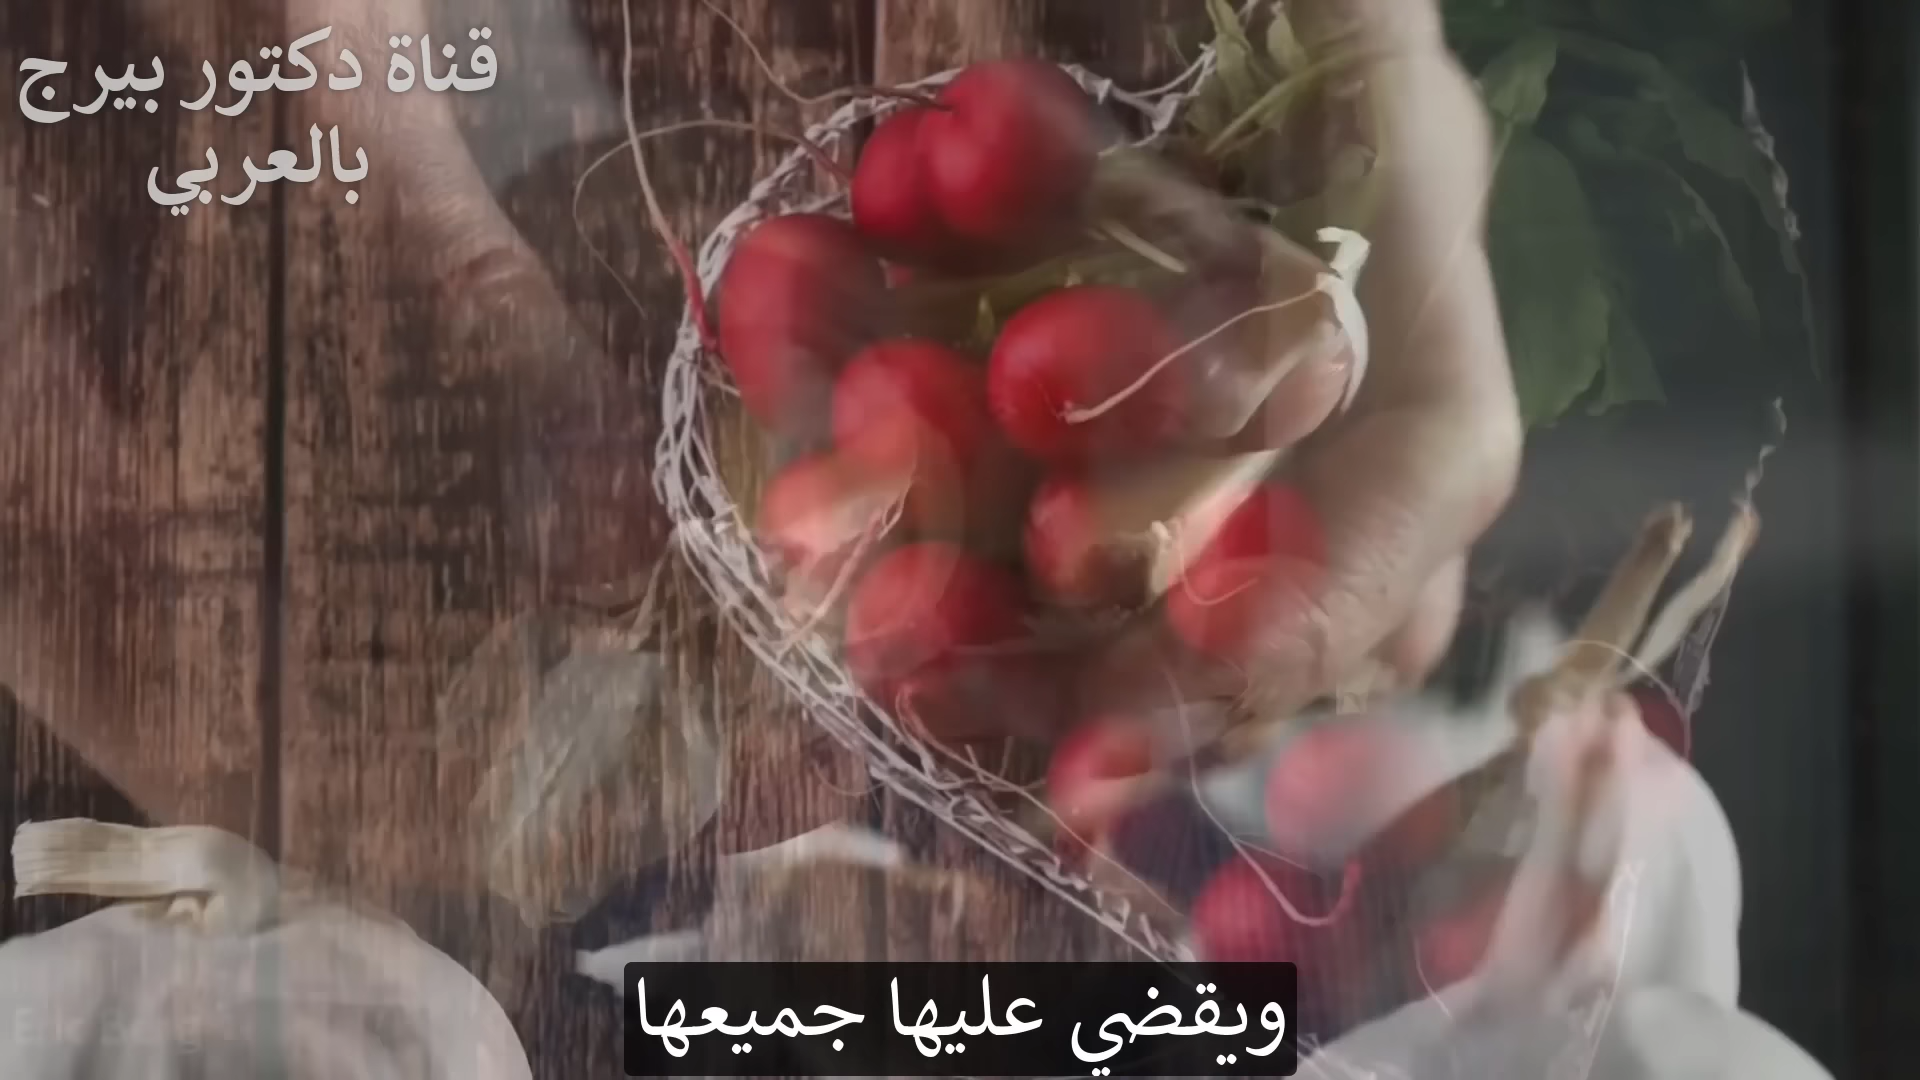 قناة دكتور بيرج
بالعربي
ويقضي عليها جميعها